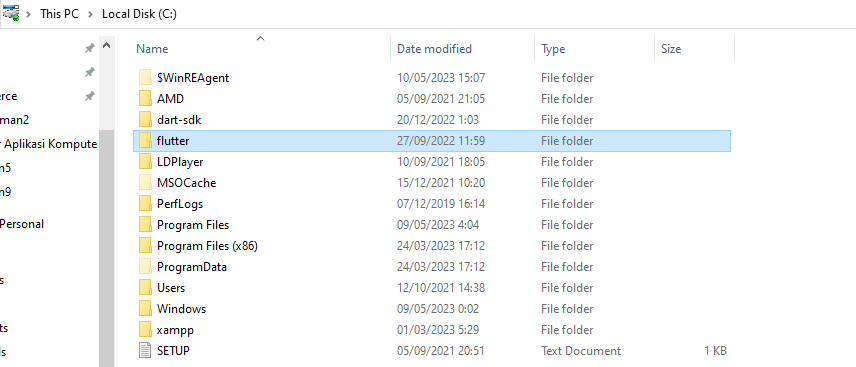 This PC > Local Disk (C:)
Name Date modified Type Size
$WinREAgent 10/05/2023 15:07 File folder
AMD 05/09/2021 21:05 File folder
erce
dart-sdk 20/12/2022 1:03 File folder
man2
flutter 27/09/2022 11:59 File folder
r Aplikasi Kompute
LDPlayer 10/09/2021 18:05 File folder
n5
MSOCache 15/12/2021 10:20 File folder
n9
PerfLogs 07/12/2019 16:14 File folder
Personal
Program Files 09/05/2023 4:04 File folder
Program Files (x86) 24/03/2023 17:12 File folder
ProgramData 24/03/2023 17:12 File folder
s
Users 12/10/2021 14:38 File folder
Windows 09/05/2023 0:02 File folder
ts
xampp 01/03/2023 5:29 File folder
ls
SETUP 05/09/2021 20:51 Text Document 1 KB